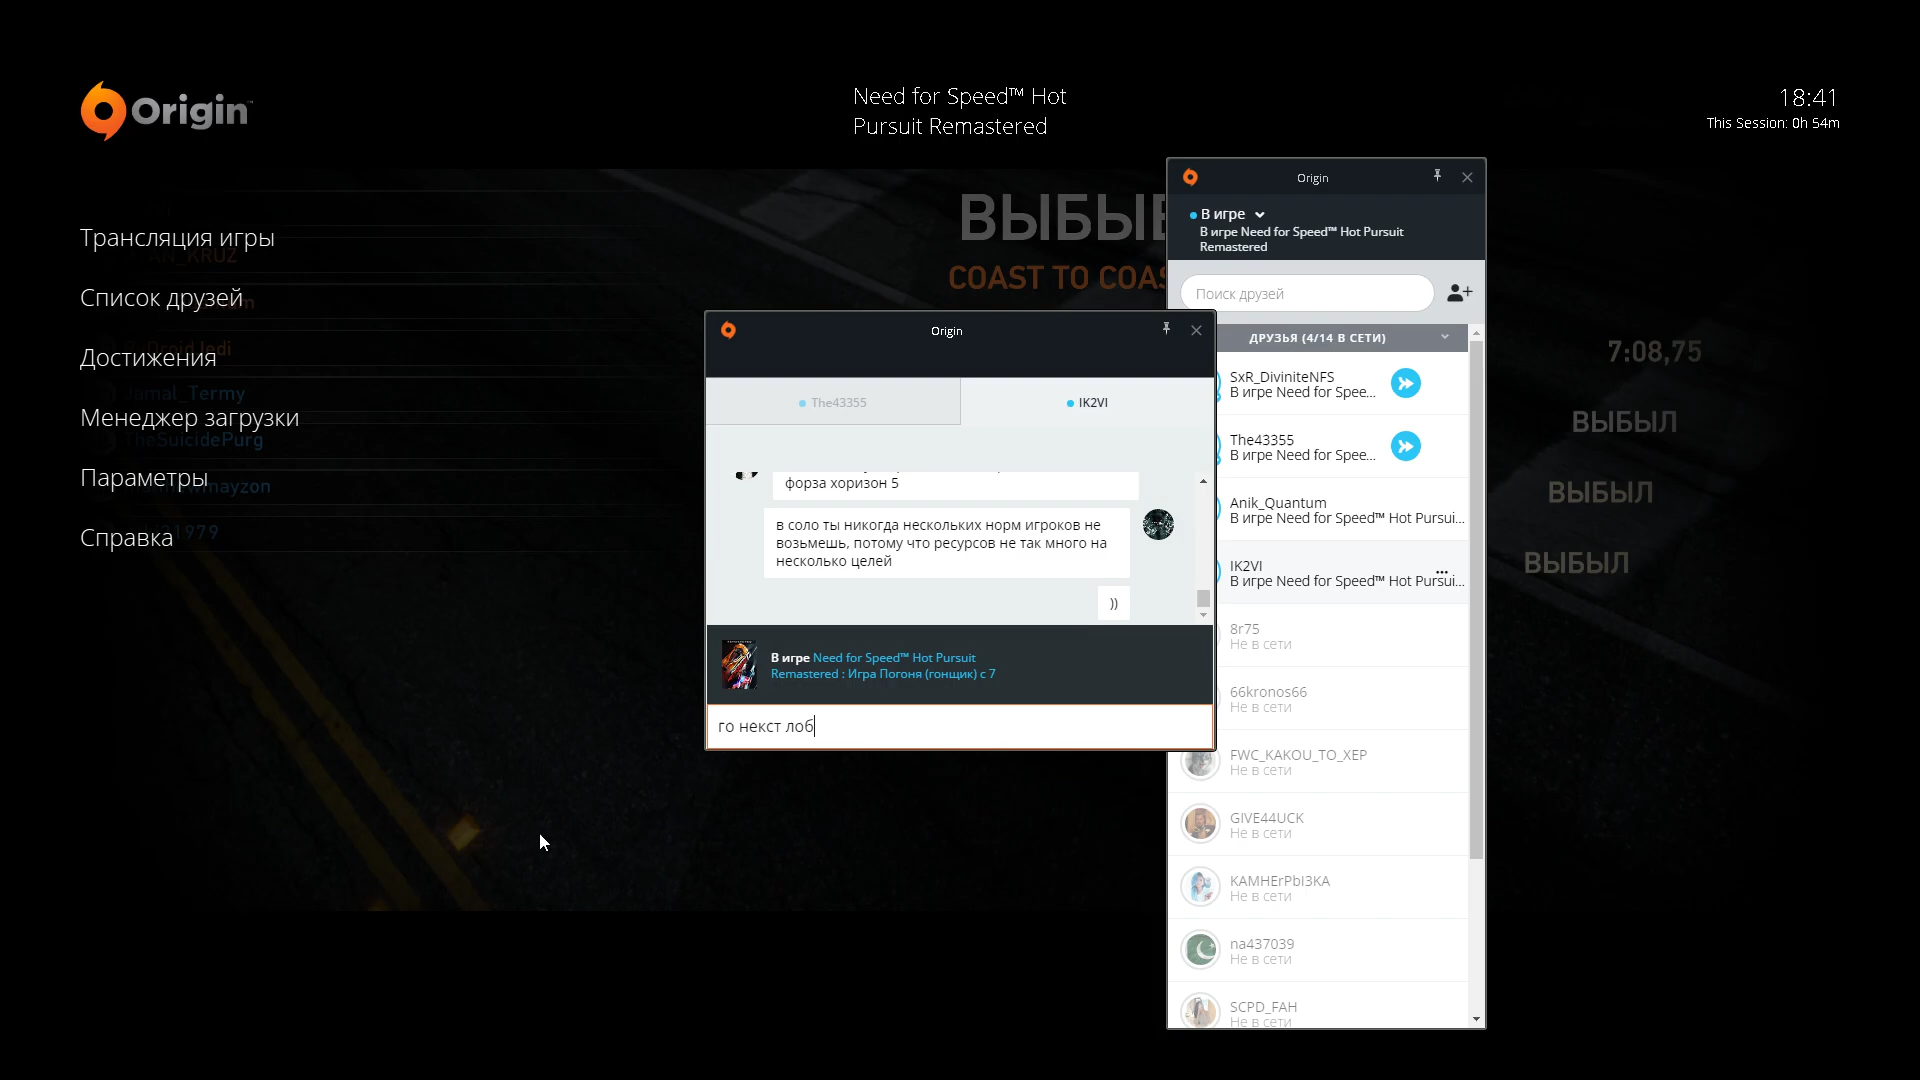 Origin
Need for Speed™ Hot
Pursuit Remastered
18:41
This Session: 0h 54m
Трансляция игры
Список друзей
Достижения
Jamal_Termy
Менеджер загрузки
TheSuicidePurg
Параметры
Справка
COAST TO COAS
7:08,75
ВЫБЫЛ
ВЫБЫЛ
ВЫБЫЛ
Origin
В игре
В игре Need for Speed™ Hot Pursuit
Remastered
Поиск друзей
ДРУЗЬЯ (4/14 В СЕТИ)
SxR_DiviniteNFS
В игре Need for Spee...
The43355
В игре Need for Spee...
Anik_Quantum
В игре Need for Speed™ Hot Pursui...
IK2VI
В игре Need for Speed™ Hot Pursui...
8r75
Не в сети
66kronos66
Не в сети
FWC_KAKOU_TO_XEP
Не в сети
GIVE44UCK
Не в сети
KAMHErPbI3KA
Не в сети
na437039
Не в сети
SCPD_FAH
Не в сети
Origin
The43355
IK2VI
форза хоризон 5
в соло ты никогда нескольких норм игроков не
возьмешь, потому что ресурсов не так много на
несколько целей
))
В игре Need for Speed™ Hot Pursuit
Remastered : Игра Погоня (гонщик) с 7
го некст лоб